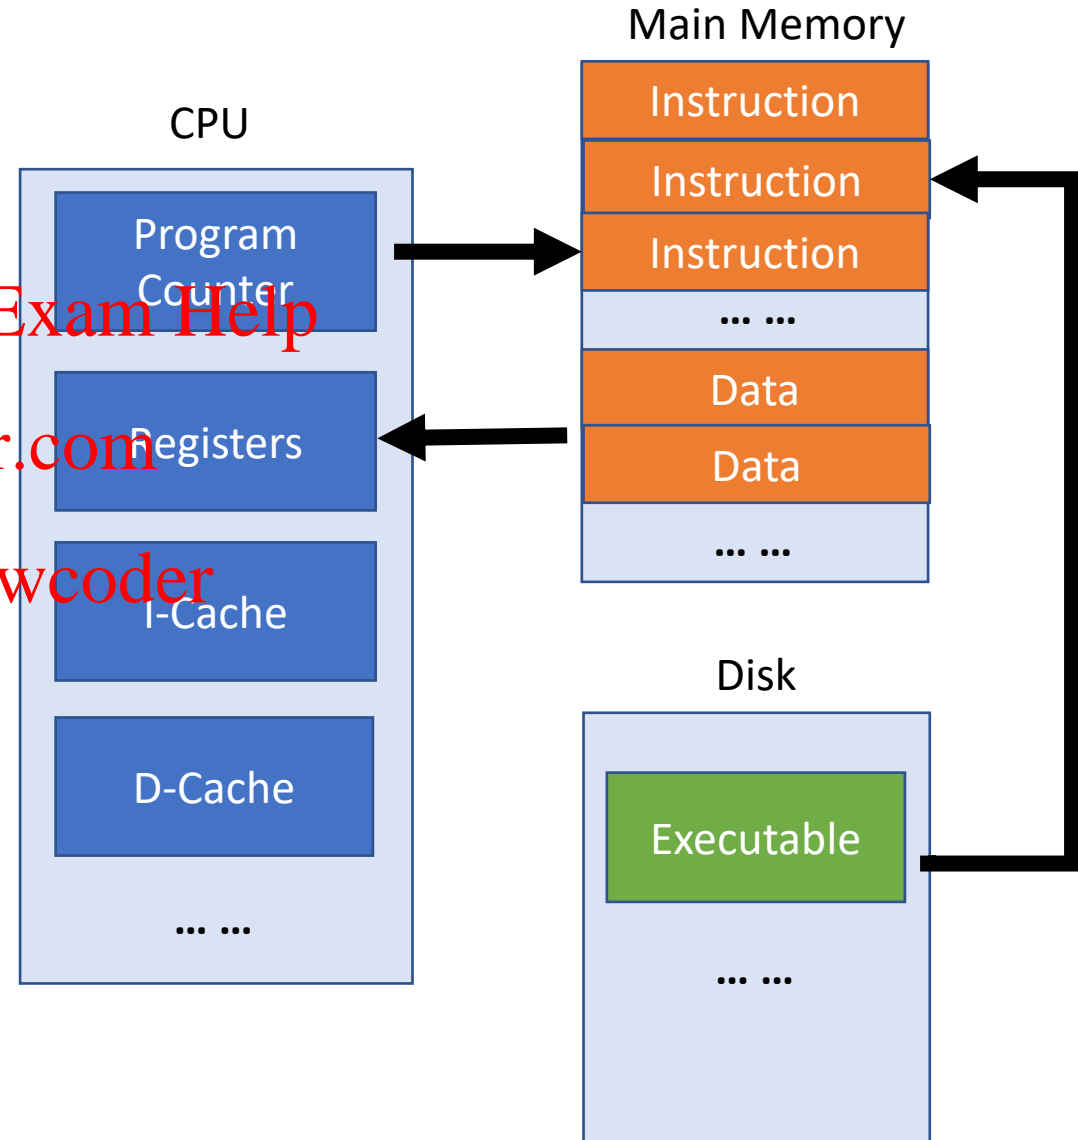 Main Memory
CPU
Instruction
Instruction
Instruction
... ...
Data
Data
... ...
Program
Counter
Exam Help
Registers
r.com
I-Cache
wcoder
D-Cache
... ...
Disk
Executable
... ...